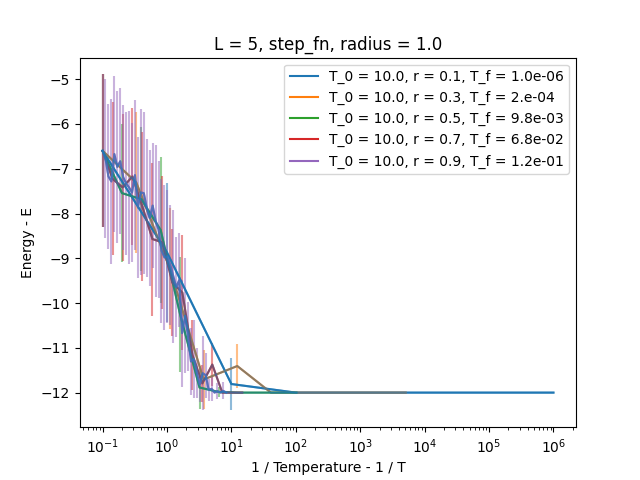 L = 5, step_fn, radius = 1.0
T_0 = 10.0, r = 0.1, T_f = 1.0e-06
T_0 = 10.0, r = 0.3, T_f = 2.e-04
T_0 = 10.0, r = 0.5, T_f = 9.8e-03
T_0 = 10.0, r = 0.7, T_f = 6.8e-02
T_0 = 10.0, r = 0.9, T_f = 1.2e-01
Energy - E
−5
−6
−7
−8
−9
−10
−11
−12
10⁻¹ 10⁰ 10¹ 10² 10³ 10⁴ 10⁵ 10⁶
1 / Temperature - 1 / T